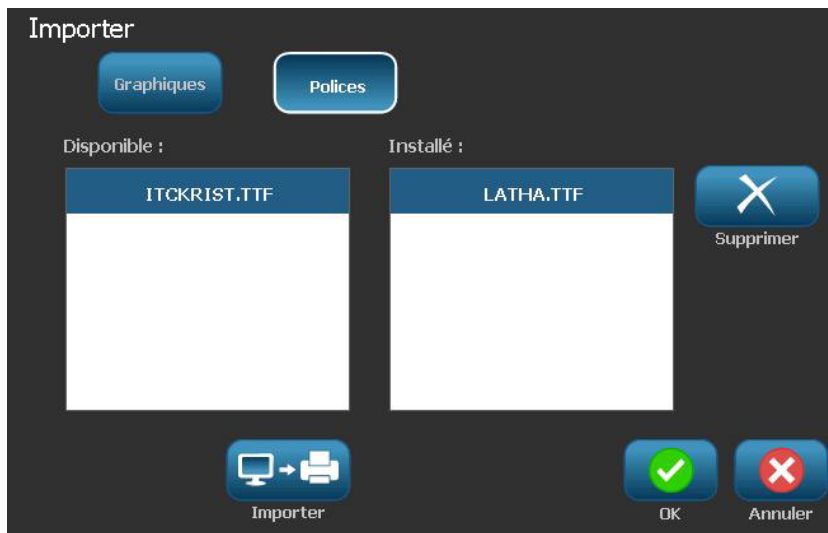 Importer
Graphiques Polices
Disponible : Installé :
ITCKRIST.TTF LATHA.TTF
Supprimer
Importer OK Annuler